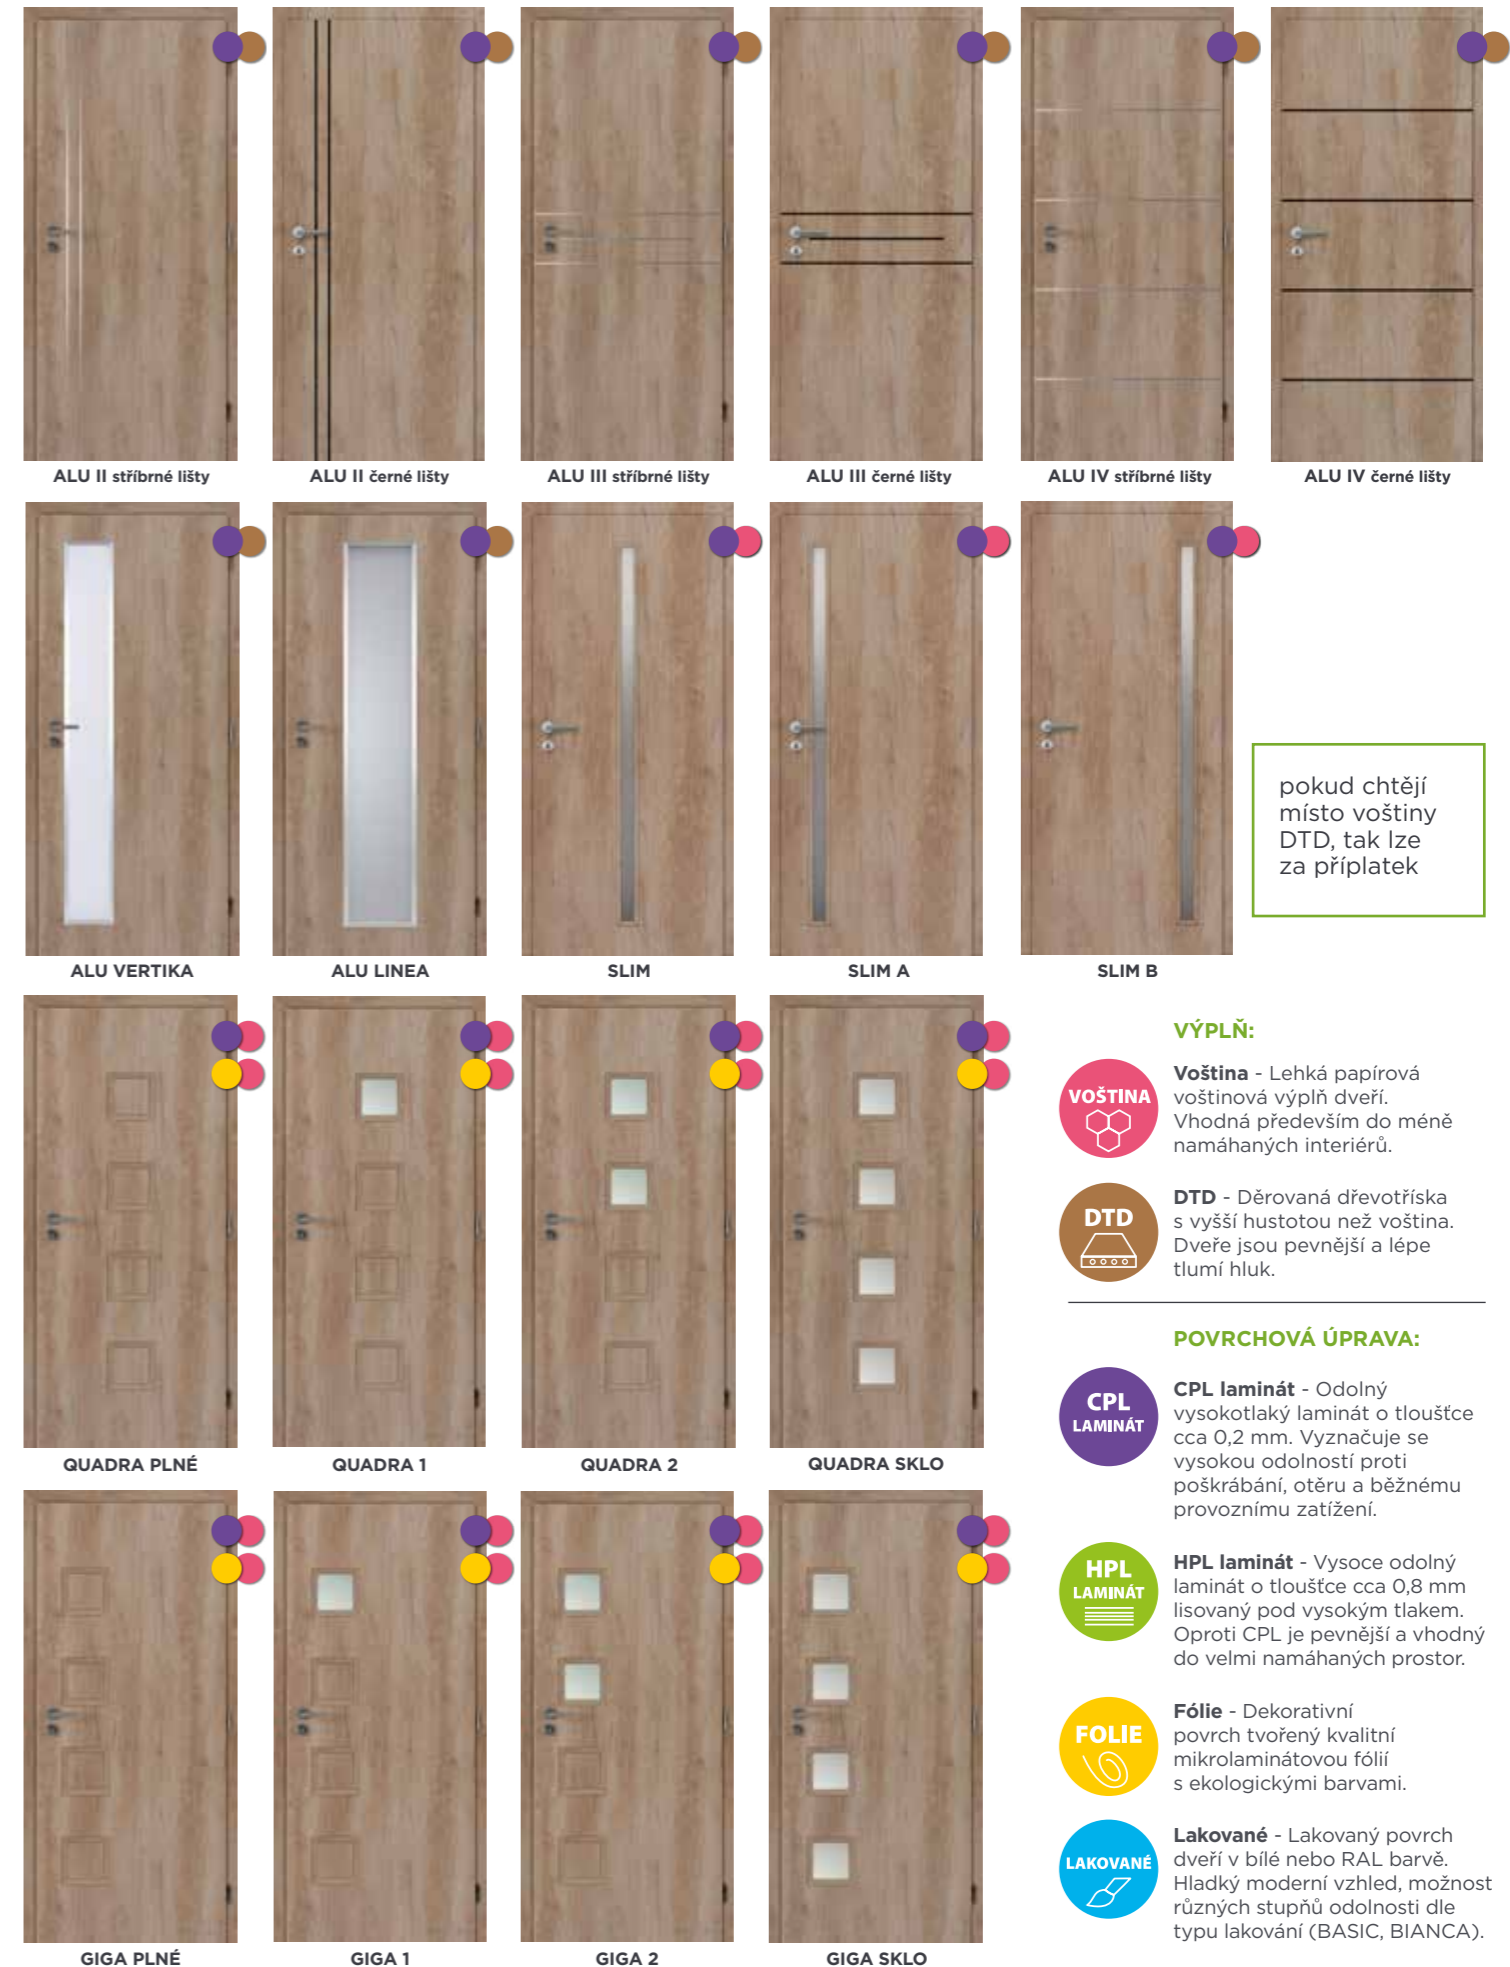 ALU II stříbrné lišty
ALU II černé lišty
ALU III stříbrné lišty
ALU III černé lišty
ALU IV stříbrné lišty
ALU IV černé lišty
ALU VERTIKA
ALU LINEA
SLIM
SLIM A
SLIM B
pokud chtějí
místo voštiny
DTD, tak lze
za příplatek
QUADRA PLNÉ
QUADRA 1
QUADRA 2
QUADRA SKLO
GIGA PLNÉ
GIGA 1
GIGA 2
GIGA SKLO
VÝPLŇ:
VOŠTINA
Voština - Lehká papírová
voštinová výplň dveří.
Vhodná především do méně
namáhaných interiérů.
DTD
DTD - Děrovaná dřevotříska
s vyšší hustotou než voština.
Dveře jsou pevnější a lépe
tlumí hluk.
POVRCHOVÁ ÚPRAVA:
CPL
LAMINÁT
CPL laminát - Odolný
vysokotlaký laminát o tloušťce
cca 0,2 mm. Vyznačuje se
vysokou odolností proti
poškrábání, otěru a běžnému
provoznímu zatížení.
HPL
LAMINÁT
HPL laminát - Vysoce odolný
laminát o tloušťce cca 0,8 mm
lisovaný pod vysokým tlakem.
Oproti CPL je pevnější a vhodný
do velmi namáhaných prostor.
FOLIE
Fólie - Dekorativní
povrch tvořený kvalitní
mikrolaminátovou fólií
s ekologickými barvami.
LAKOVANÉ
Lakované - Lakovaný povrch
dveří v bílé nebo RAL barvě.
Hladký moderní vzhled, možnost
různých stupňů odolnosti dle
typu lakování (BASIC, BIANCA).